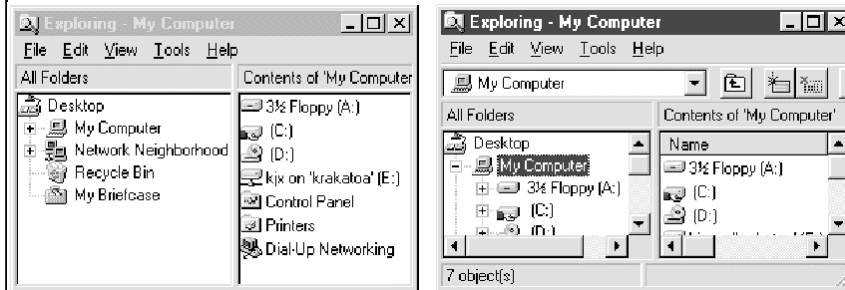 Exploring - My Computer
File Edit View Tools Help
All Folders
Contents of 'My Computer
Desktop
My Computer
Network Neighborhood
Recycle Bin
My Briefcase
3½ Floppy (A:)
(C:)
(D:)
kjx on 'krakatoa' (E:)
Control Panel
Printers
Dial-Up Networking
Exploring - My Computer
File Edit View Tools Help
My Computer
All Folders
Contents of 'My Computer'
Desktop
My Computer
3½ Floppy (A:)
(C:)
(D:)
Name
3½ Floppy (A:)
(C:)
(D:)
7 object(s)